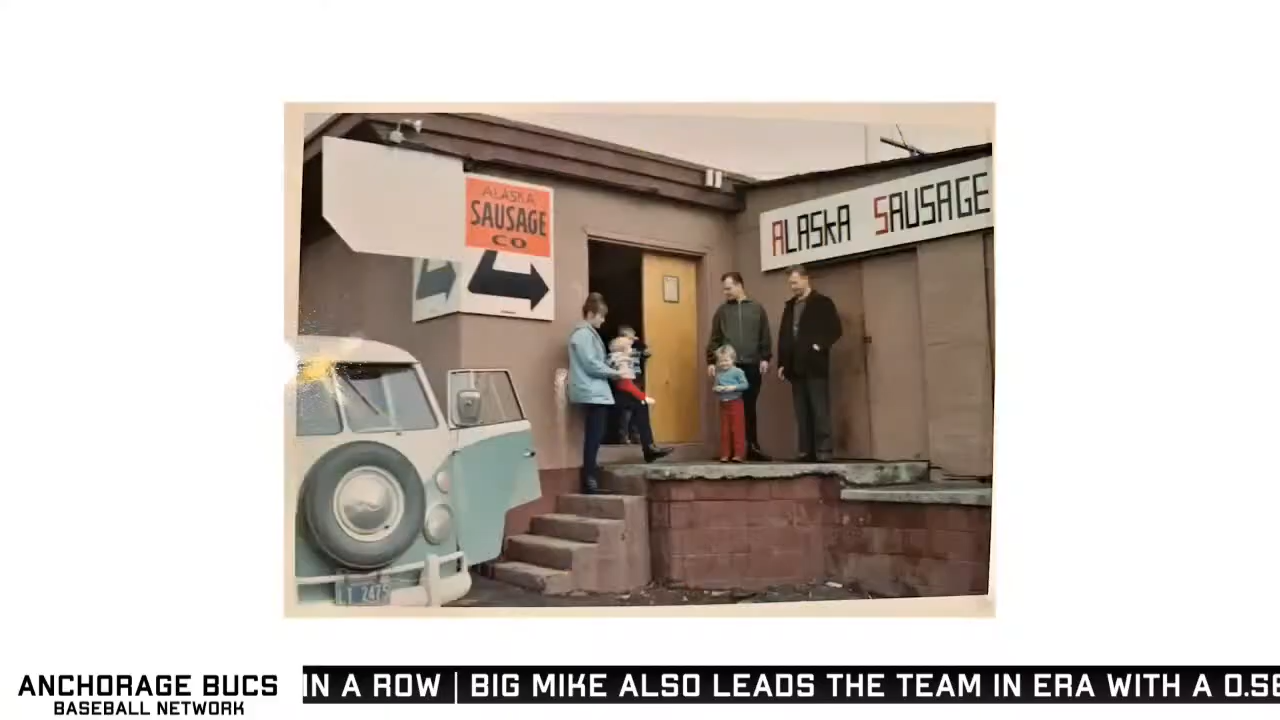 ALASKA
SAUSAGE
CO
ALASKA SAUSAGE
ANCHORAGE BUCS
BASEBALL NETWORK
IN A ROW | BIG MIKE ALSO LEADS THE TEAM IN ERA WITH A 0.56